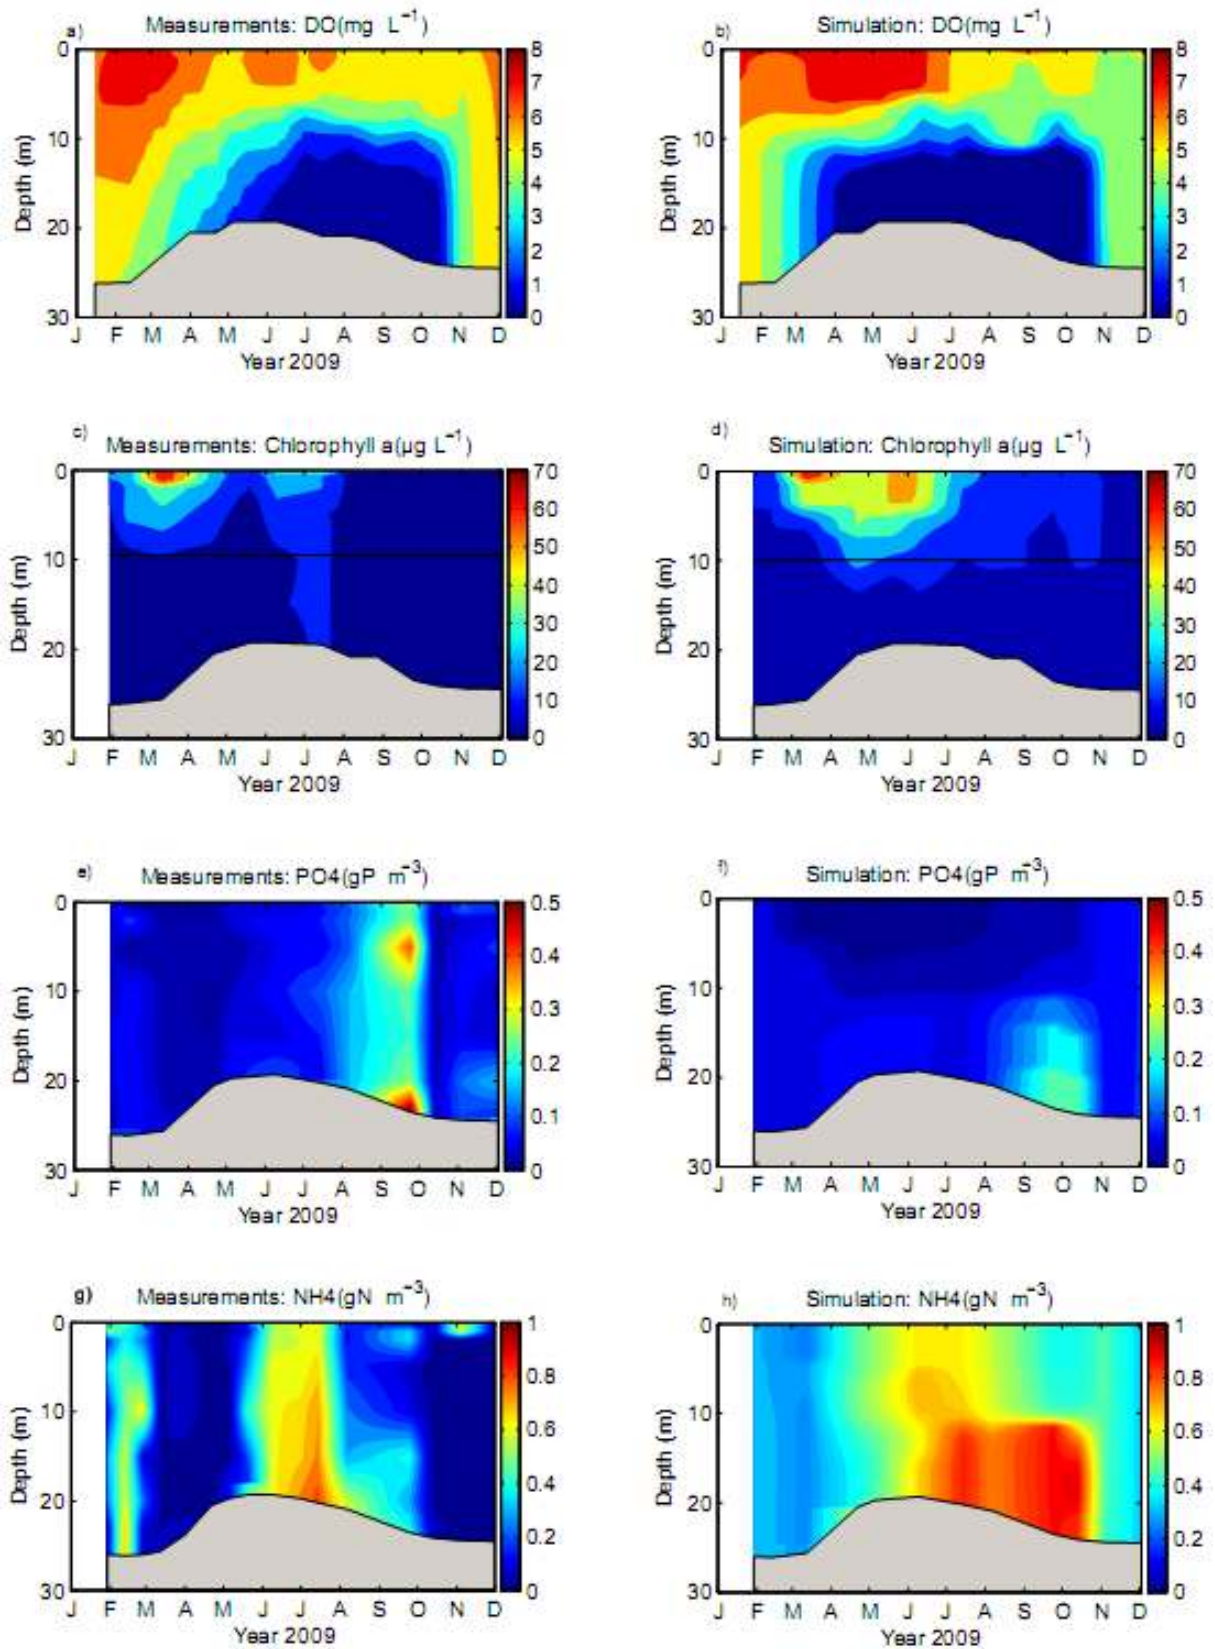 a) Measurements: DO(mg L⁻¹)
0
10
20
30
Depth (m)
J F M A M J J A S O N D
Year 2009
8
7
6
5
4
3
2
1
0
b) Simulation: DO(mg L⁻¹)
0
10
20
30
Depth (m)
J F M A M J J A S O N D
Year 2009
8
7
6
5
4
3
2
1
0
c) Measurements: Chlorophyll a(µg L⁻¹)
0
10
20
30
Depth (m)
J F M A M J J A S O N D
Year 2009
70
60
50
40
30
20
10
0
d) Simulation: Chlorophyll a(µg L⁻¹)
0
10
20
30
Depth (m)
J F M A M J J A S O N D
Year 2009
70
60
50
40
30
20
10
0
e) Measurements: PO4(gP m⁻³)
0
10
20
30
Depth (m)
J F M A M J J A S O N D
Year 2009
0.5
0.4
0.3
0.2
0.1
0
f) Simulation: PO4(gP m⁻³)
0
10
20
30
Depth (m)
J F M A M J J A S O N D
Year 2009
0.5
0.4
0.3
0.2
0.1
0
g) Measurements: NH4(gN m⁻³)
0
10
20
30
Depth (m)
J F M A M J J A S O N D
Year 2009
1
0.8
0.6
0.4
0.2
0
h) Simulation: NH4(gN m⁻³)
0
10
20
30
Depth (m)
J F M A M J J A S O N D
Year 2009
1
0.8
0.6
0.4
0.2
0